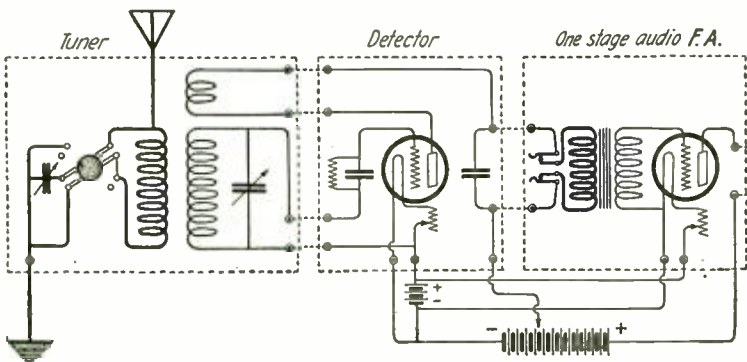 Tuner
Detector
One stage audio F.A.
+
-
- +